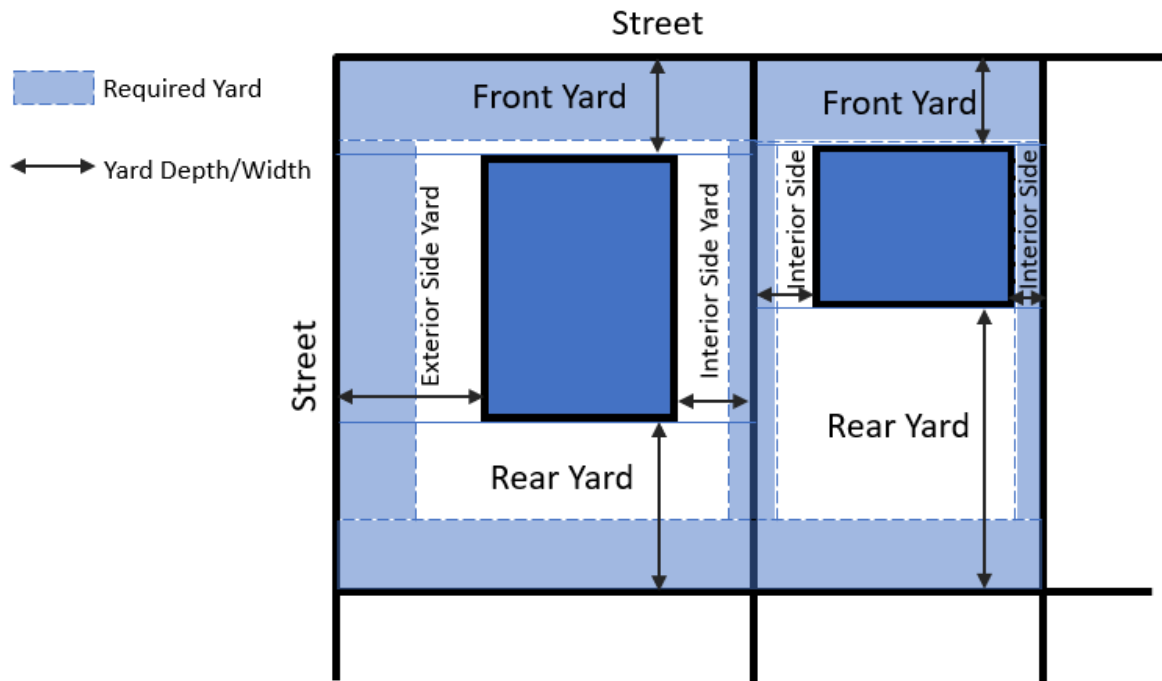 Street
Required Yard
Front Yard
Front Yard
Yard Depth/Width
Exterior Side Yard
Interior Side Yard
Interior Side
Interior Side
Street
Rear Yard
Rear Yard